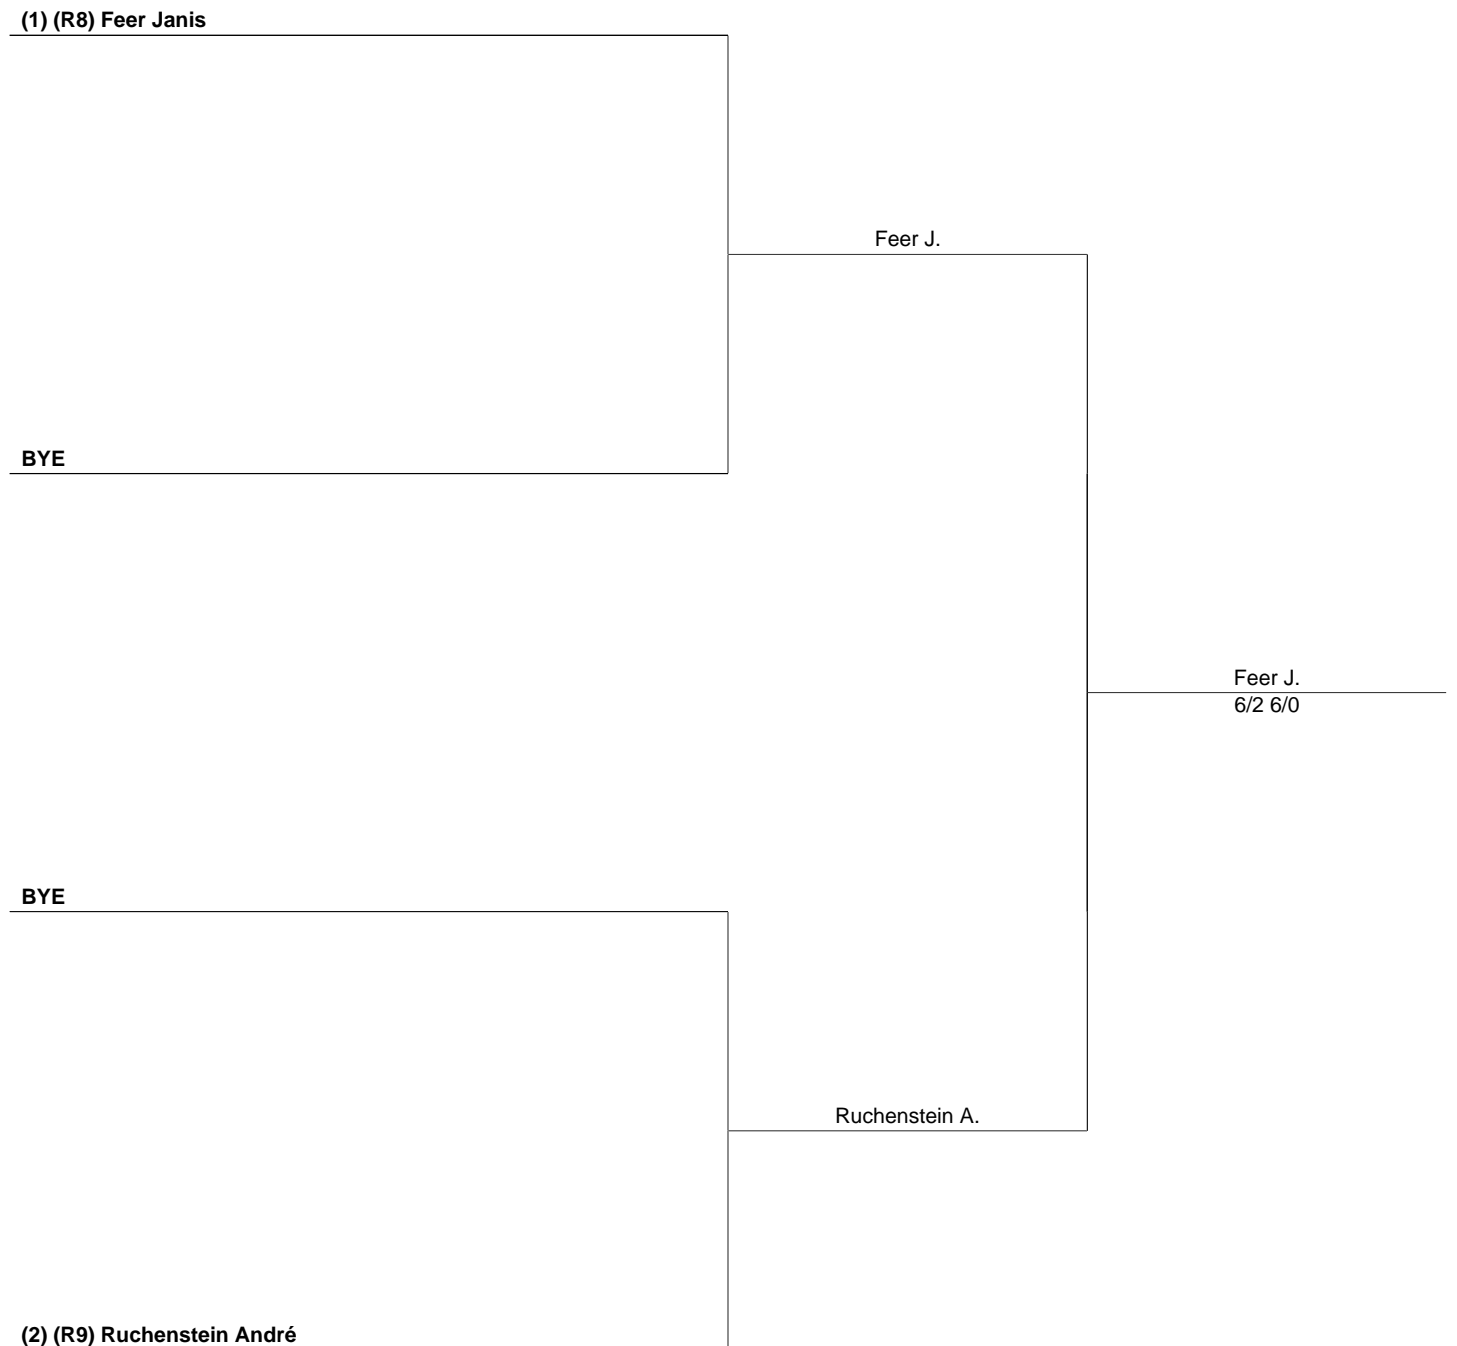 (1) (R8) Feer Janis
Feer J.
BYE
Feer J.
6/2 6/0
BYE
Ruchenstein A.
(2) (R9) Ruchenstein André